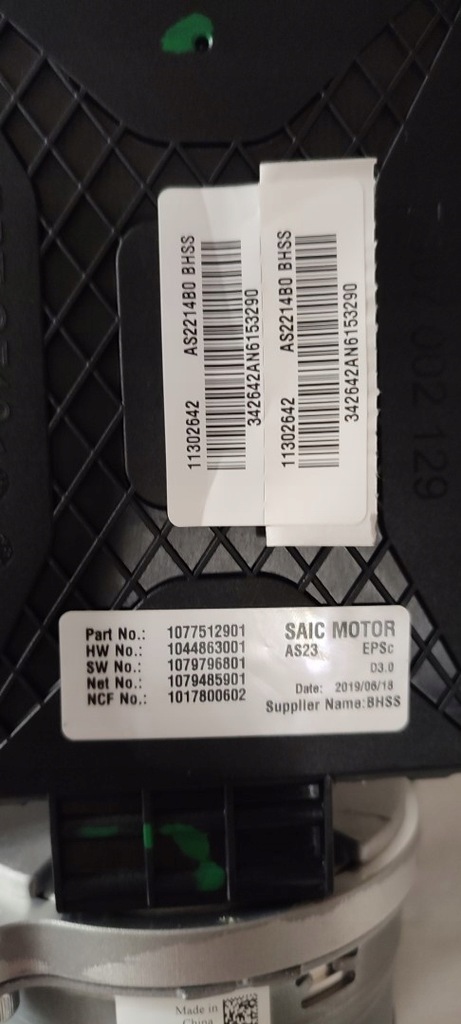 11302642 AS2214B0 BHSS
342642AN6153290
11302642 AS2214B0 BHSS
342642AN6153290
129
Part No.: 1077512901 SAIC MOTOR
HW No.: 1044863001 AS23 EPSc
SW No.: 1079796801 D3.0
Net No.: 1079485901 Date: 2019/06/18
NCF No.: 1017800602 Supplier Name:BHSS
Made in
China